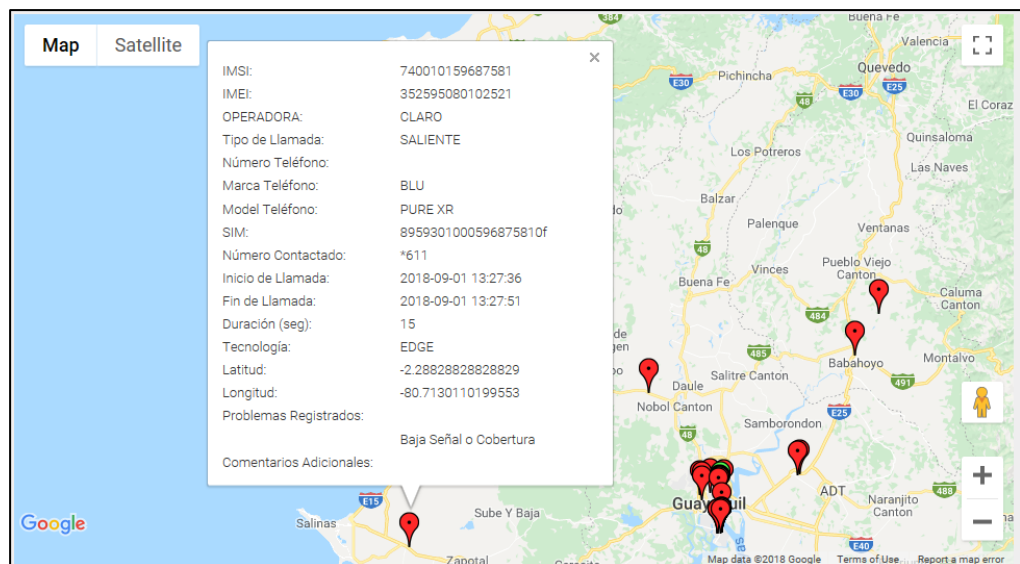 Map
Satellite
IMSI: 740010159687581
IMEI: 352595080102521
OPERADORA: CLARO
Tipo de Llamada: SALIENTE
Número Teléfono:
Marca Teléfono: BLU
Model Teléfono: PURE XR
SIM: 8959301000596875810f
Número Contactado: *611
Inicio de Llamada: 2018-09-01 13:27:36
Fin de Llamada: 2018-09-01 13:27:51
Duración (seg): 15
Tecnología: EDGE
Latitud: -2.28828828828829
Longitud: -80.7130110199553
Problemas Registrados:
Baja Señal o Cobertura
Comentarios Adicionales:
384
Buena Fe
Valencia
Quevedo
Pichincha
E30
E30
E25
48
El Coraz
Quinsaloma
Los Potreros
Las Naves
Balzar
Palenque
Ventanas
48
Pueblo Viejo
Canton
Vinces
Buena Fe
Caluma
Canton
484
de
485
Babahoyo
Montalvo
Salitre Canton
491
Daule
Nobol Canton
E25
Samborondon
48
ADT
488
Naranjito
Canton
E15
Salinas
Sube Y Baja
Zapotal
E40
Google
Map data ©2018 Google
Terms of Use
Report a map error